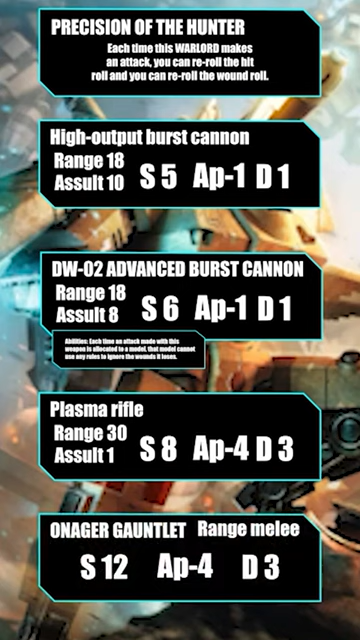 PRECISION OF THE HUNTER
Each time this WARLORD makes
an attack, you can re-roll the hit
roll and you can re-roll the wound roll.
High-output burst cannon
Range 18
Assult 10 S 5 Ap-1 D 1
DW-02 ADVANCED BURST CANNON
Range 18
Assult 8 S 6 Ap-1 D 1
Abilities: Each time an attack made with this
weapon is allocated to a model, that model cannot
use any rules to ignore the wounds it loses.
Plasma rifle
Range 30
Assult 1 S 8 Ap-4 D 3
ONAGER GAUNTLET Range melee
S 12 Ap-4 D 3